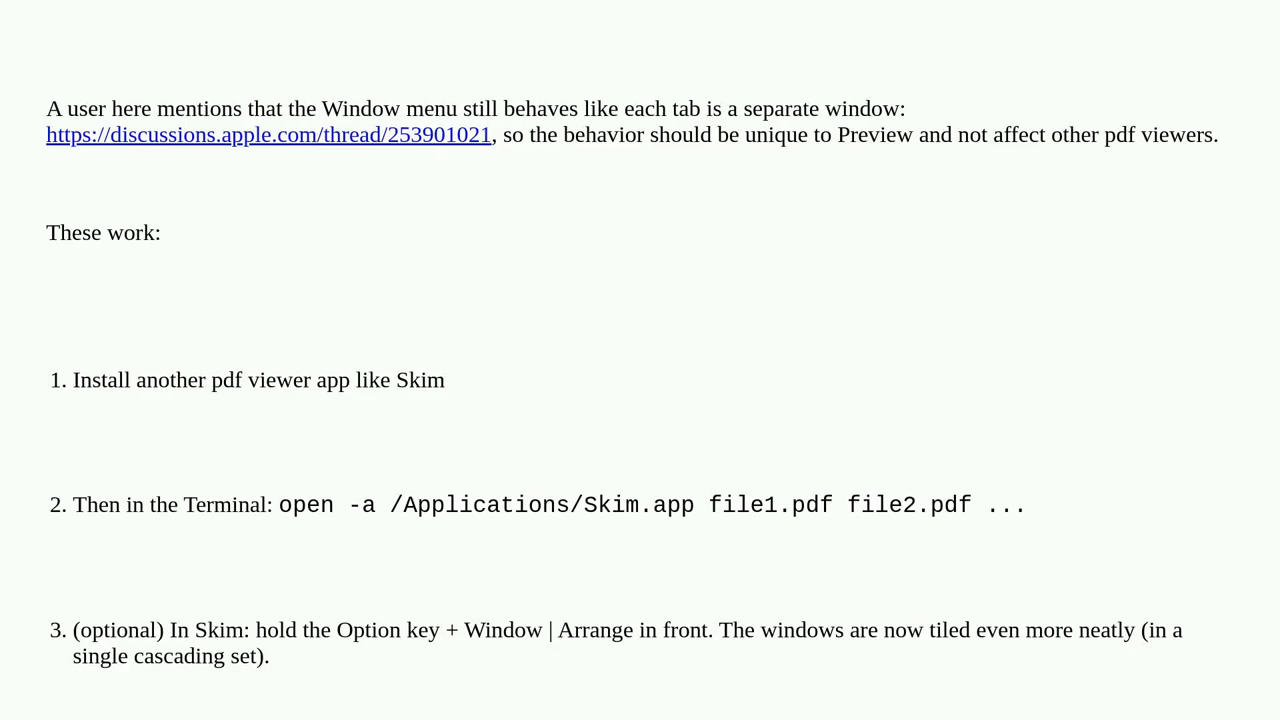 A user here mentions that the Window menu still behaves like each tab is a separate window:
https://discussions.apple.com/thread/253901021, so the behavior should be unique to Preview and not affect other pdf viewers.
These work:
1. Install another pdf viewer app like Skim
2. Then in the Terminal: open -a /Applications/Skim.app file1.pdf file2.pdf ...
3. (optional) In Skim: hold the Option key + Window | Arrange in front. The windows are now tiled even more neatly (in a
single cascading set).